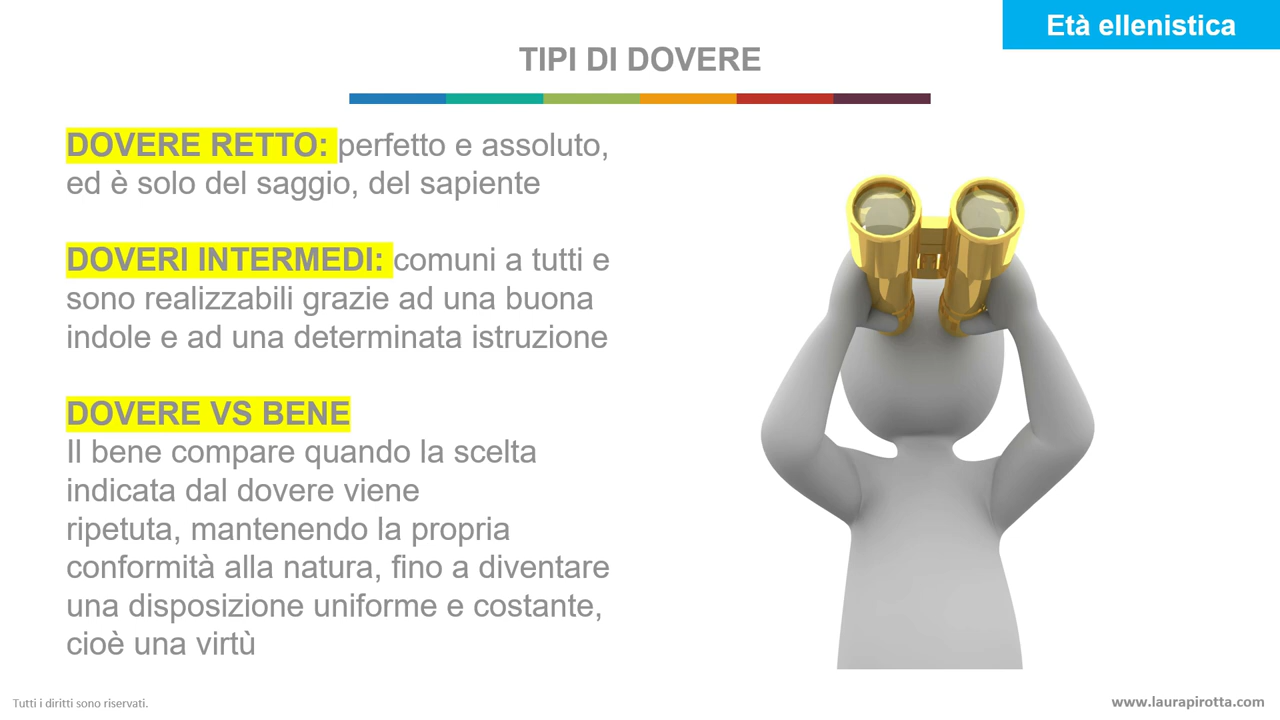 Età ellenistica
TIPI DI DOVERE
DOVERE RETTO: perfetto e assoluto,
ed è solo del saggio, del sapiente
DOVERI INTERMEDI: comuni a tutti e
sono realizzabili grazie ad una buona
indole e ad una determinata istruzione
DOVERE VS BENE
Il bene compare quando la scelta
indicata dal dovere viene
ripetuta, mantenendo la propria
conformità alla natura, fino a diventare
una disposizione uniforme e costante,
cioè una virtù
Tutti i diritti sono riservati.
www.laurapirotta.com